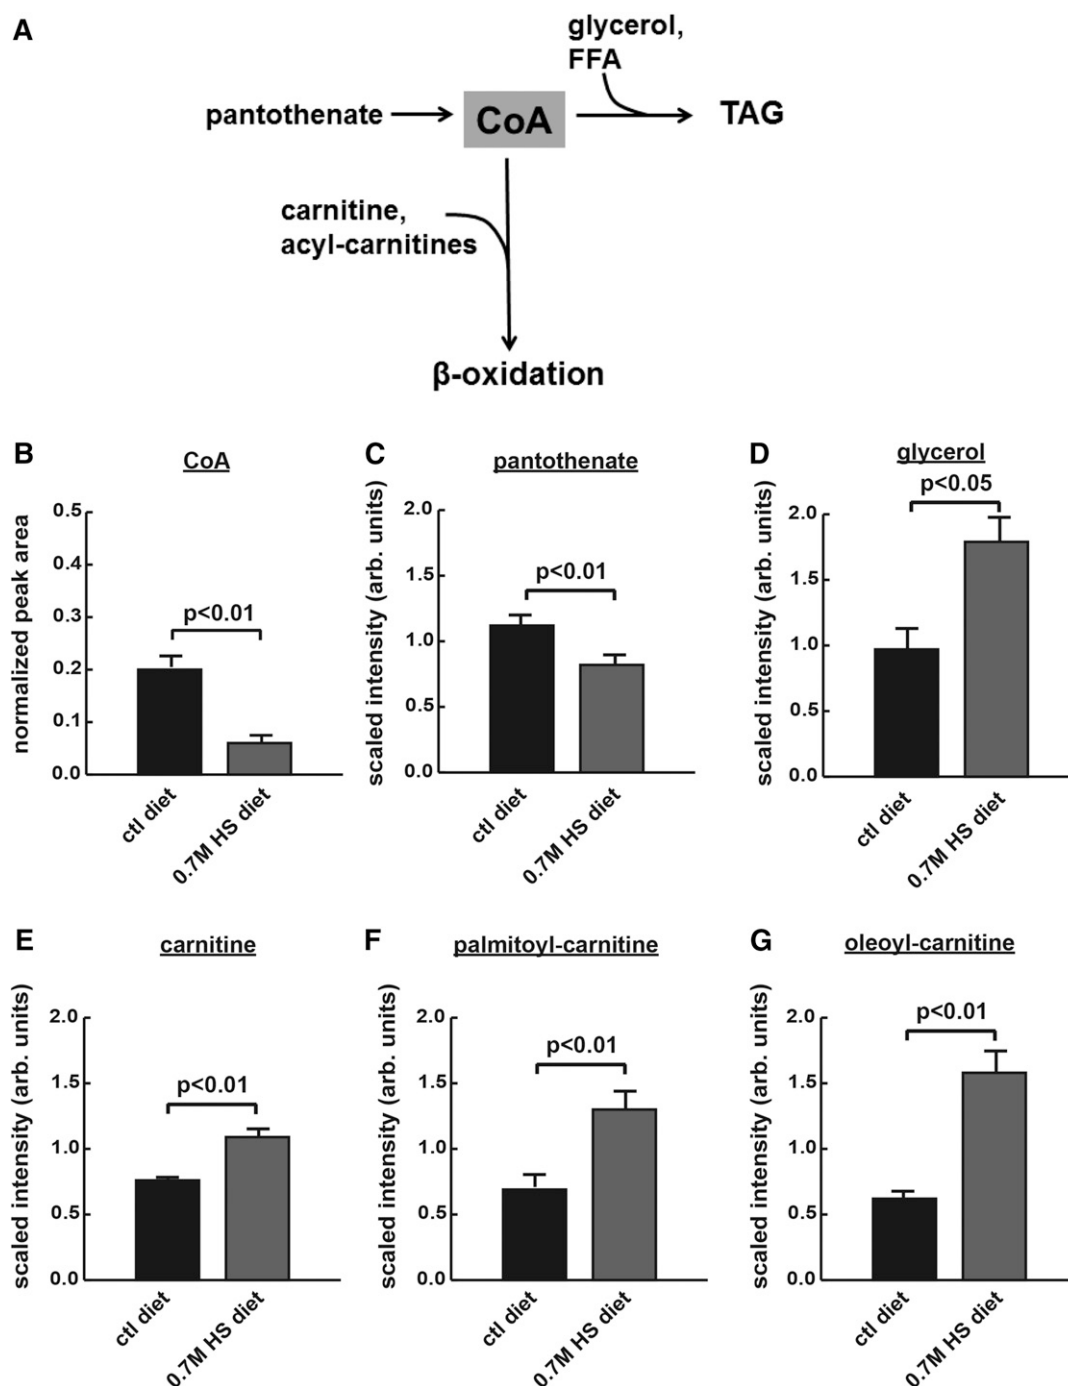 A
glycerol,
FFA
pantothenate
CoA
TAG
carnitine,
acyl-carnitines
β-oxidation
B
CoA
normalized peak area
0.5
0.4
0.3
0.2
0.1
0.0
p<0.01
ctl diet
0.7M HS diet
C
pantothenate
scaled intensity (arb. units)
2.0
1.5
1.0
0.5
0.0
p<0.01
ctl diet
0.7M HS diet
D
glycerol
scaled intensity (arb. units)
p<0.05
2.0
1.5
1.0
0.5
0.0
ctl diet
0.7M HS diet
E
carnitine
scaled intensity (arb. units)
2.0
1.5
1.0
0.5
0.0
p<0.01
ctl diet
0.7M HS diet
F
palmitoyl-carnitine
scaled intensity (arb. units)
2.0
1.5
1.0
0.5
0.0
p<0.01
ctl diet
0.7M HS diet
G
oleoyl-carnitine
scaled intensity (arb. units)
2.0
1.5
1.0
0.5
0.0
p<0.01
ctl diet
0.7M HS diet